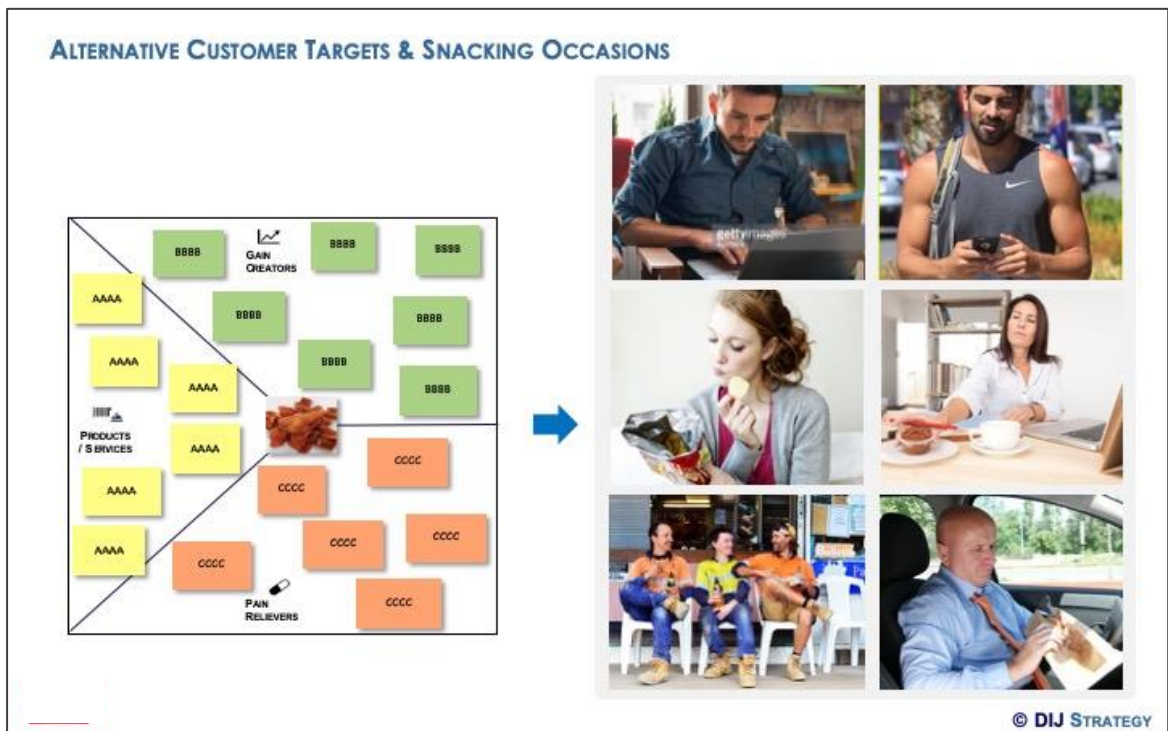 ALTERNATIVE CUSTOMER TARGETS & SNACKING OCCASIONS
BBBB
GAIN
CREATORS
BBBB
BBBB
AAAA
BBBB
BBBB
AAAA
BBBB
AAAA
BBBB
PRODUCTS
/ SERVICES
AAAA
AAAA
AAAA
CCCC
CCCC
CCCC
CCCC
CCCC
CCCC
PAIN
RELIEVERS
gettyimages
© DIJ STRATEGY